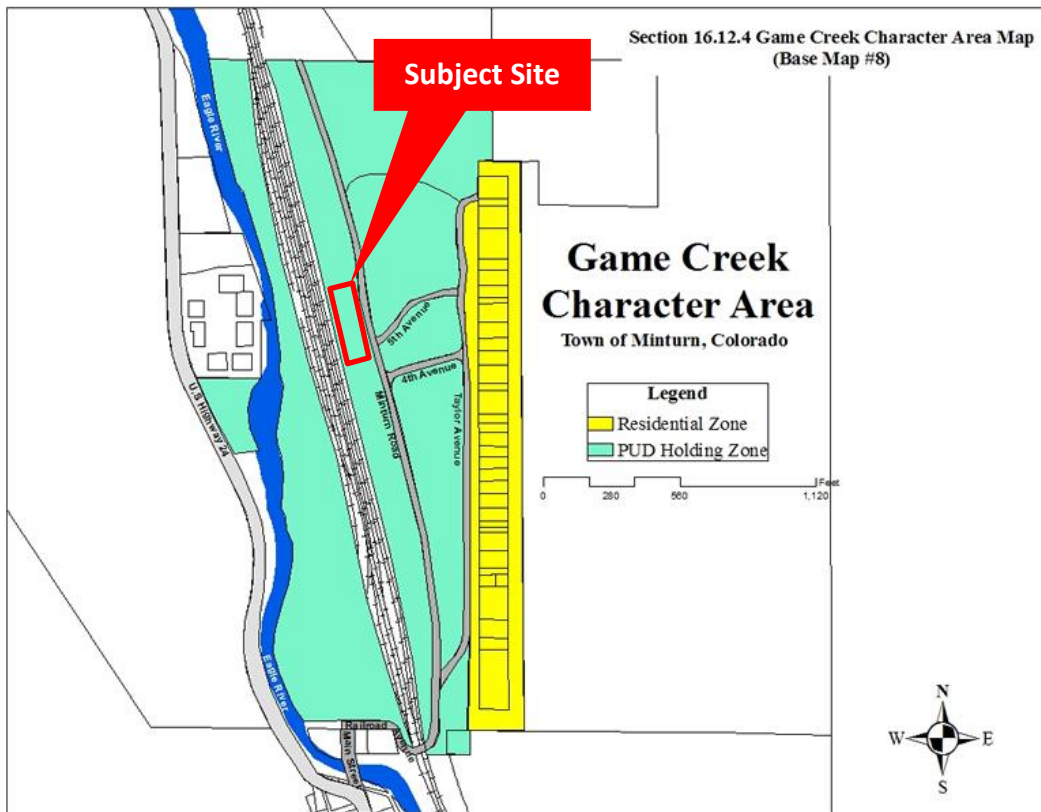 Section 16.12.4 Game Creek Character Area Map
(Base Map #8)
Subject Site
Eagle River
Game Creek
Character Area
Town of Minturn, Colorado
Legend
Residential Zone
PUD Holding Zone
5th Avenue
4th Avenue
Minturn Road
Taylor Avenue
U.S Highway 24
Feet
0 280 560 1,120
Eagle River
Railroad Avenue
Main Street
N
W E
S